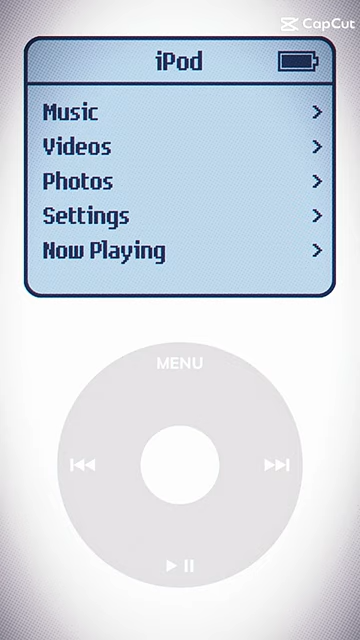 CapCut
iPod
Music
Videos
Photos
Settings
Now Playing
MENU